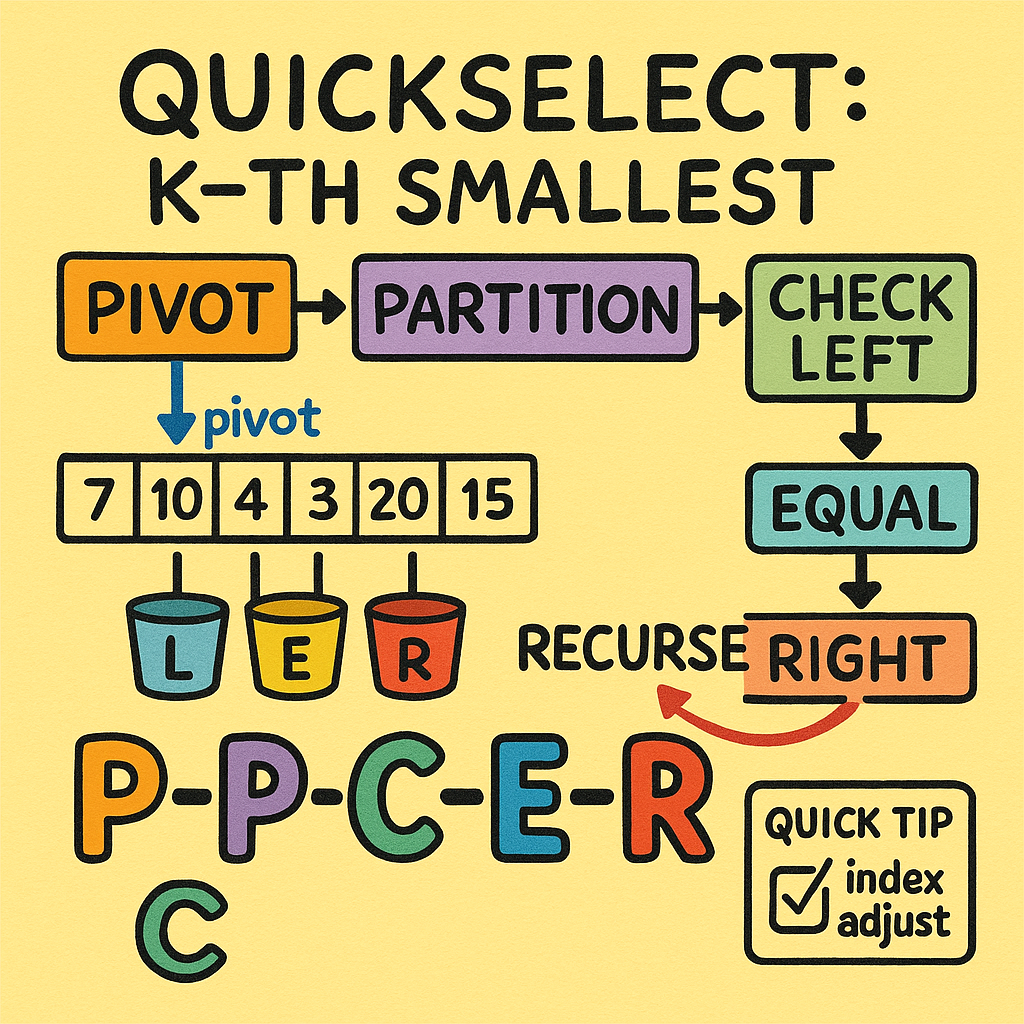 QUICKSELECT:
K-TH SMALLEST
PIVOT
PARTITION
CHECK
LEFT
pivot
7 10 4 3 20 15
EQUAL
L E R
RECURSE RIGHT
P-P-C-E-R
C
QUICK TIP
index
adjust